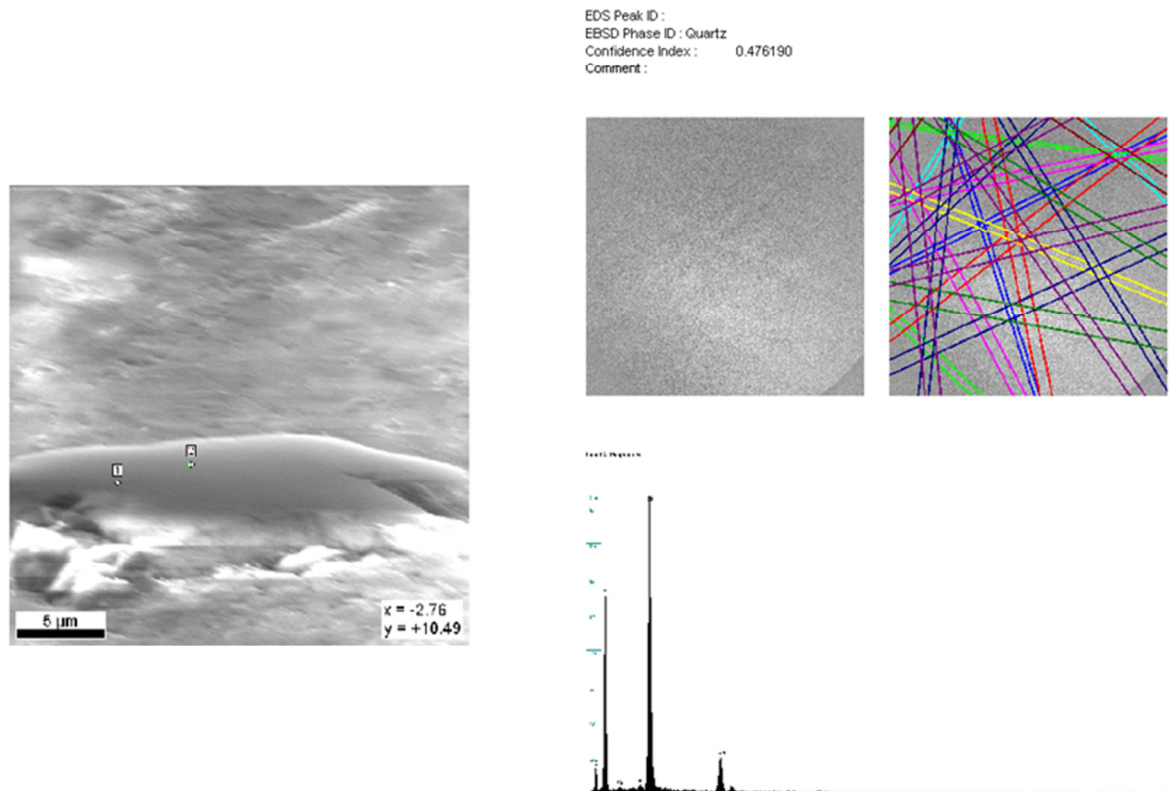 EDS Peak ID :
EBSD Phase ID : Quartz
Confidence Index : 0.476190
Comment :
1
2
5 µm
x = -2.76
y = +10.49